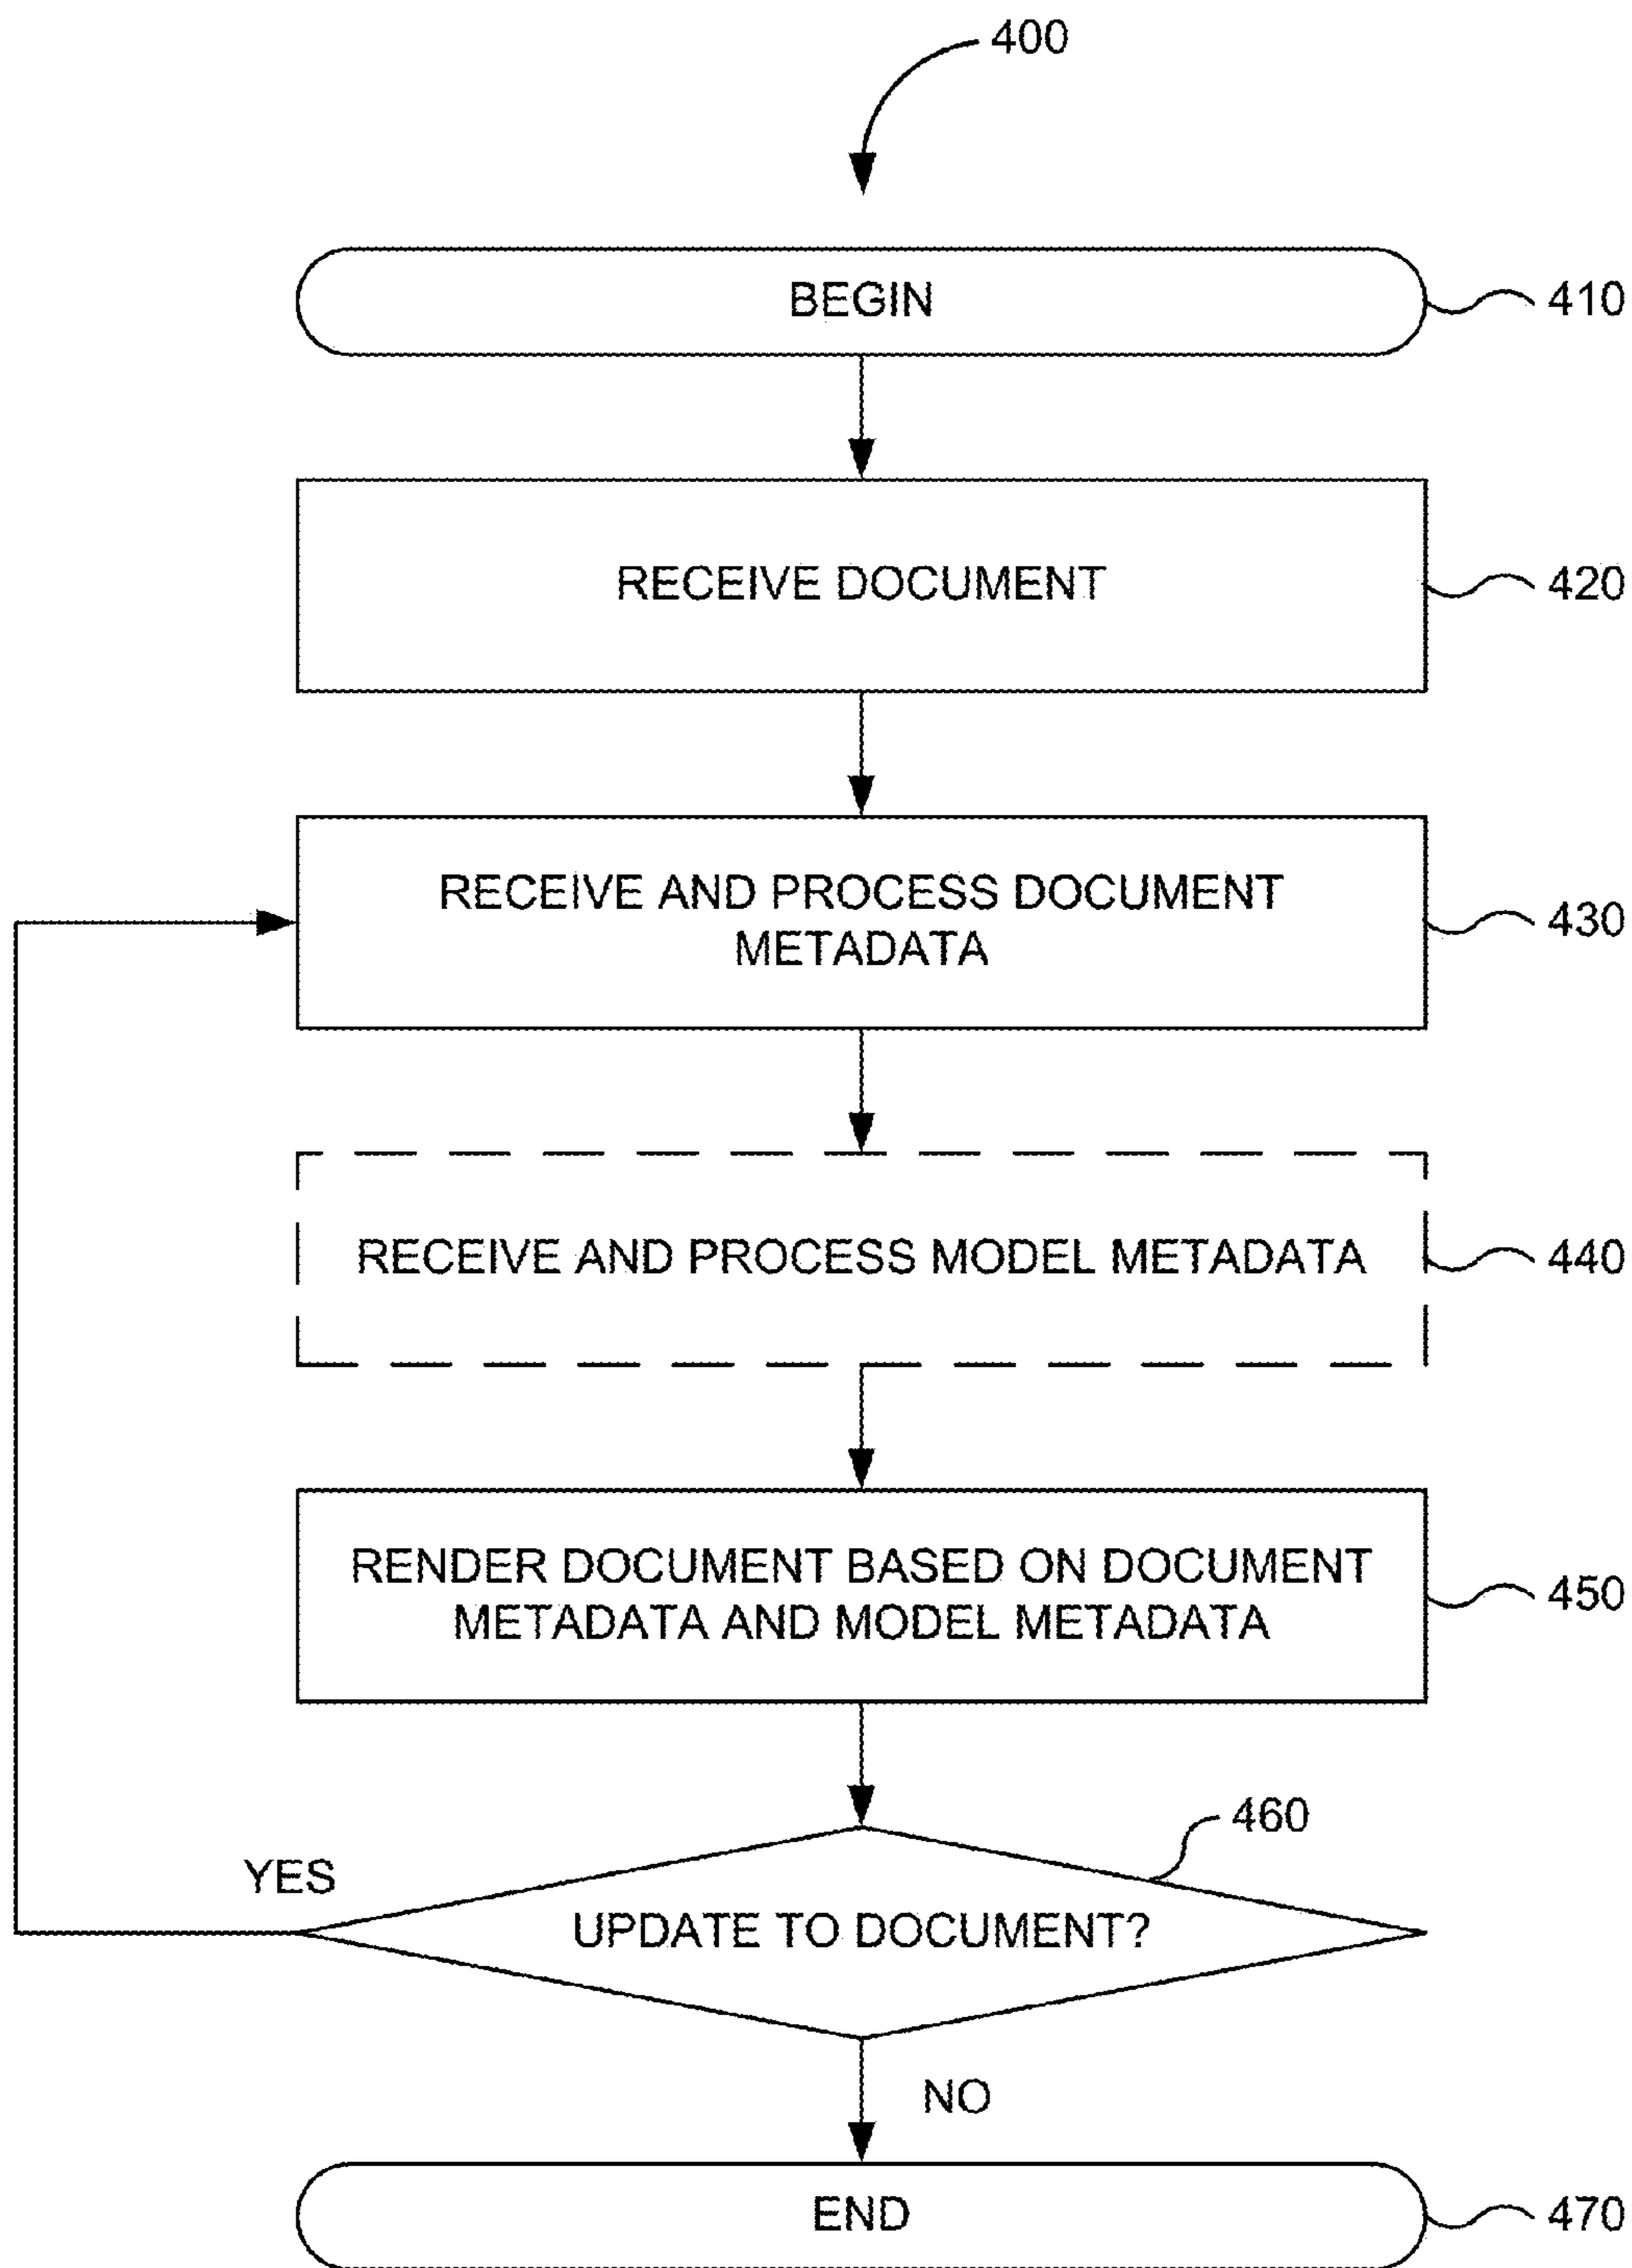 400
BEGIN
410
RECEIVE DOCUMENT
420
RECEIVE AND PROCESS DOCUMENT
METADATA
430
RECEIVE AND PROCESS MODEL METADATA
440
RENDER DOCUMENT BASED ON DOCUMENT
METADATA AND MODEL METADATA
450
460
YES
UPDATE TO DOCUMENT?
NO
END
470